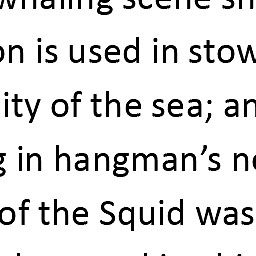 whaling scene sh
on is used in stow
ity of the sea; an
g in hangman's no
of the Squid was